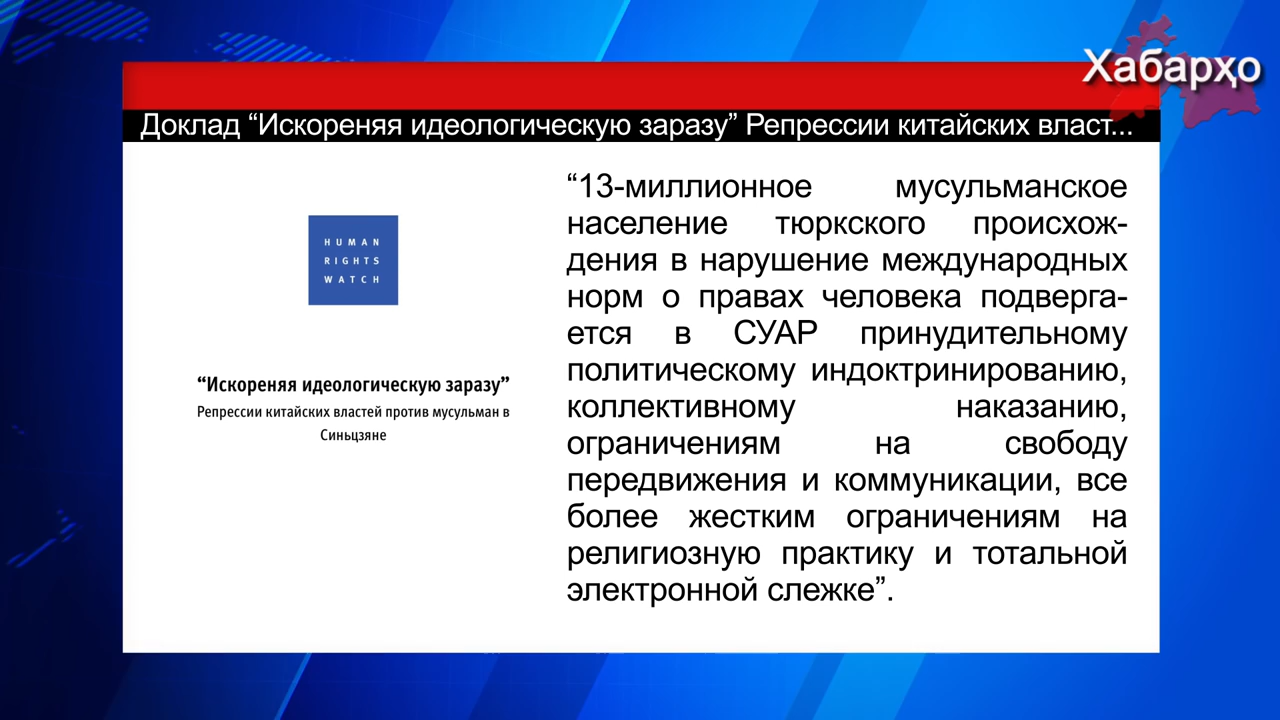 Хабарҳо
Доклад “Искореняя идеологическую заразу” Репрессии китайских власт...
HUMAN
RIGHTS
WATCH
“Искореняя идеологическую заразу”
Репрессии китайских властей против мусульман в
Синьцзяне
“13-миллионное мусульманское
население тюркского происхож-
дения в нарушение международных
норм о правах человека подверга-
ется в СУАР принудительному
политическому индоктринированию,
коллективному наказанию,
ограничениям на свободу
передвижения и коммуникации, все
более жестким ограничениям на
религиозную практику и тотальной
электронной слежке”.